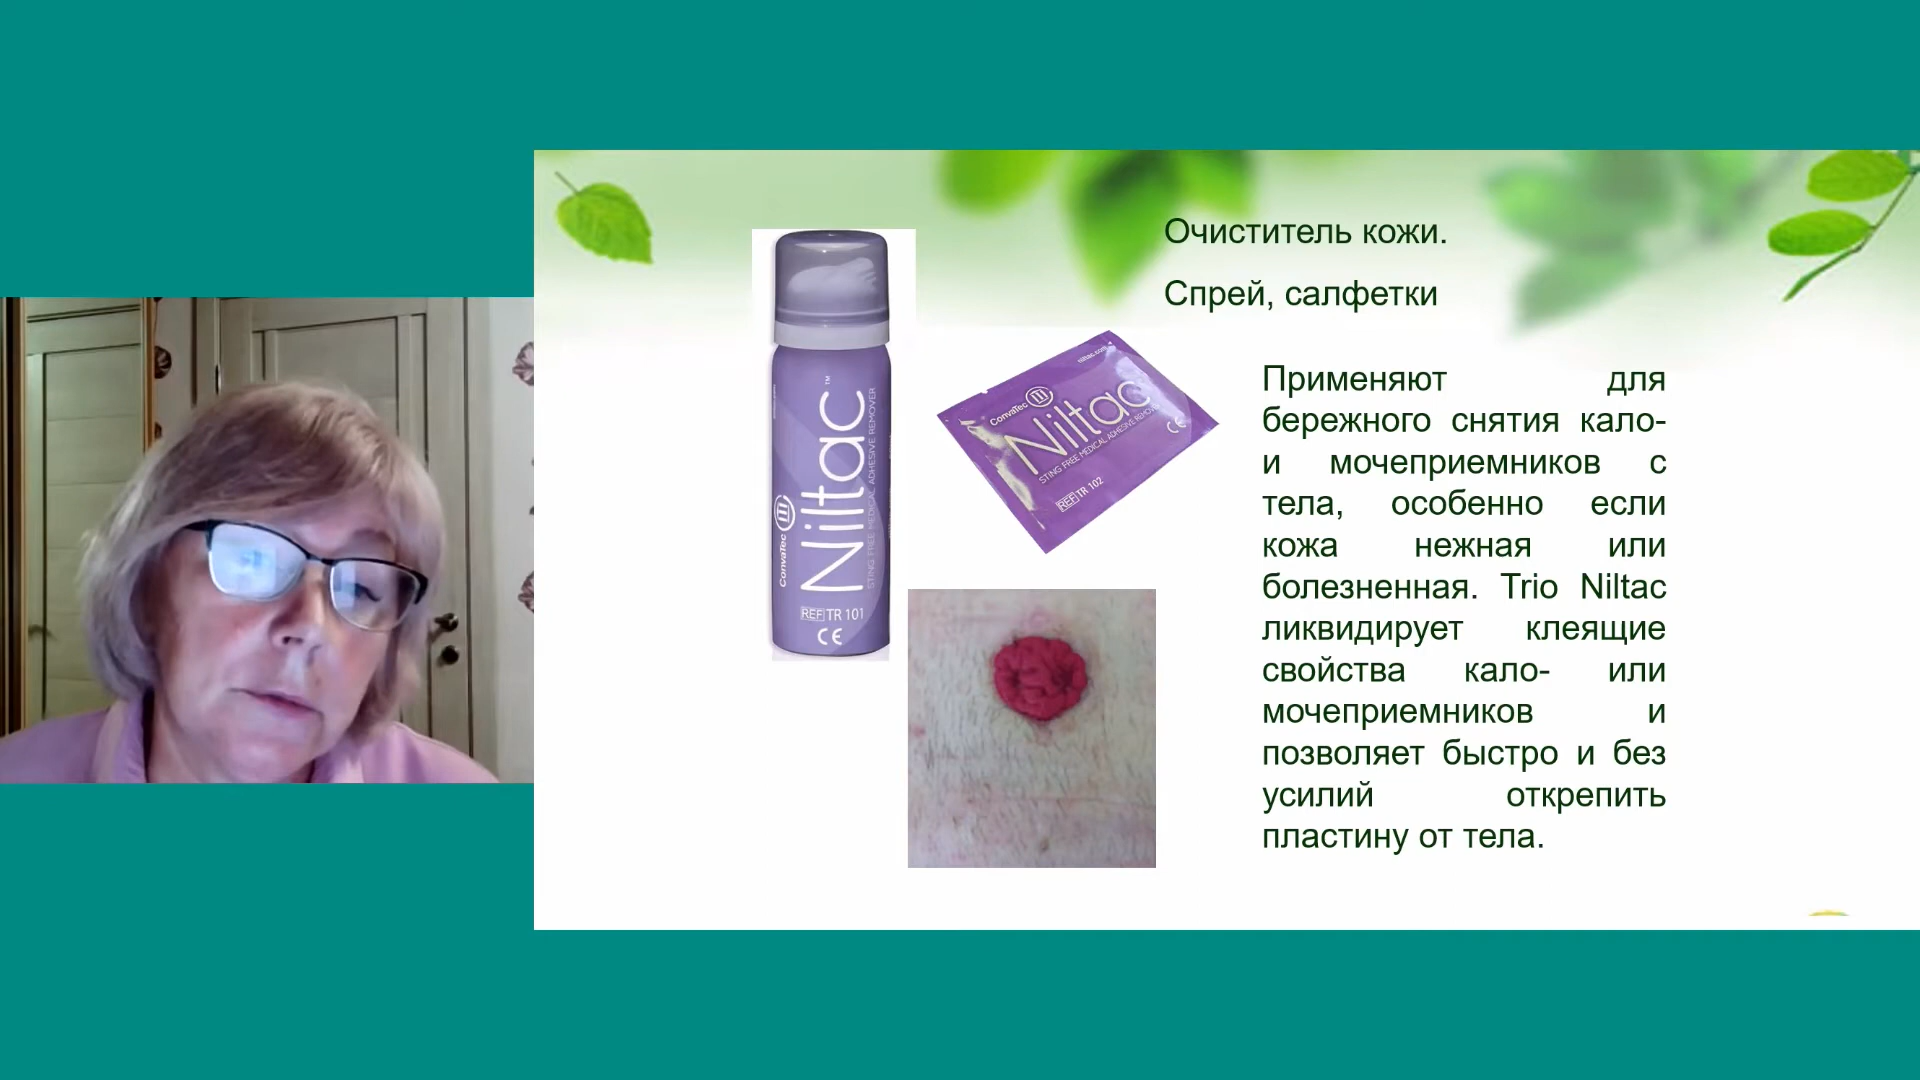 Очиститель кожи.
Спрей, салфетки
ConvaTec
Niltac™
STING FREE MEDICAL ADHESIVE REMOVER
REF TR 101
CE
niltac.com
ConvaTec
Niltac
STING FREE MEDICAL ADHESIVE REMOVER
CE
REF TR 102
Применяют для
бережного снятия кало-
и мочеприемников с
тела, особенно если
кожа нежная или
болезненная. Trio Niltac
ликвидирует клеящие
свойства кало- или
мочеприемников и
позволяет быстро и без
усилий открепить
пластину от тела.